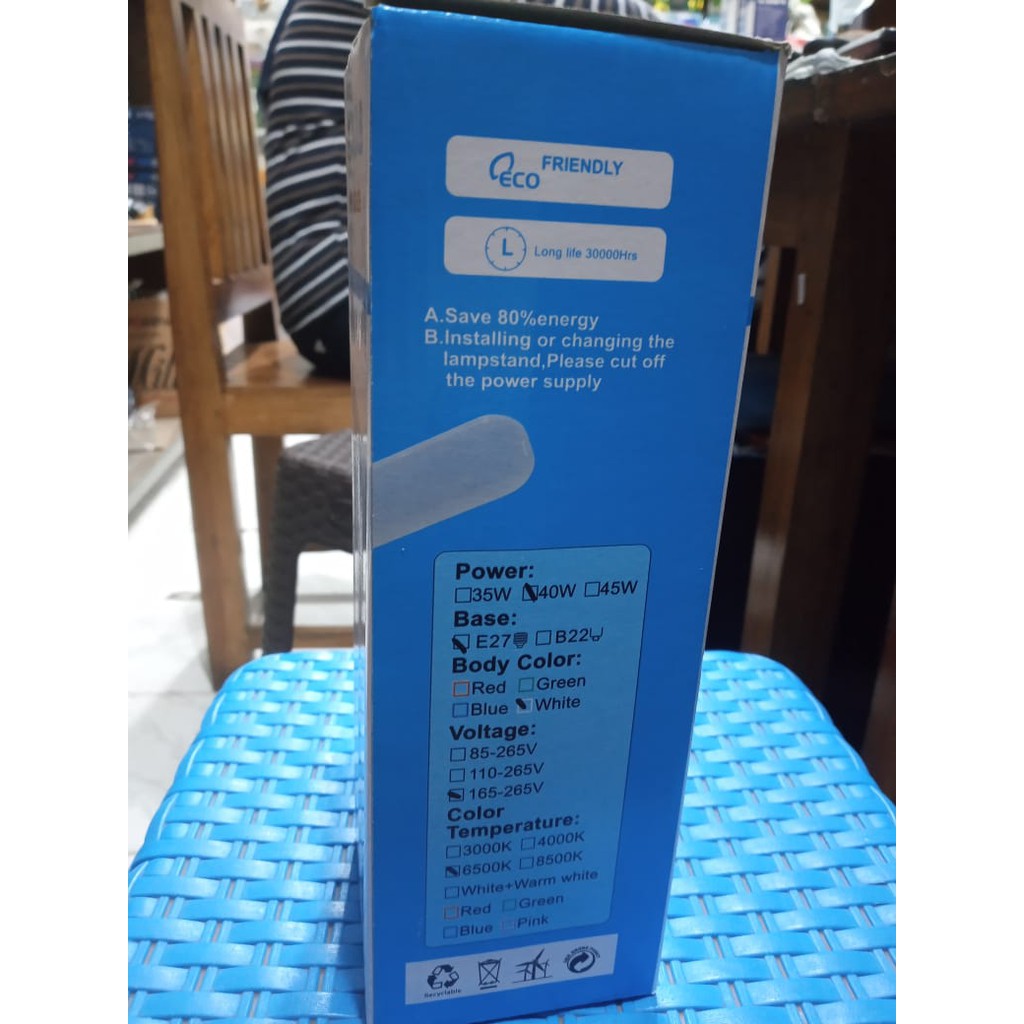 ECO FRIENDLY
L Long life 30000Hrs
A.Save 80%energy
B.Installing or changing the
lampstand,Please cut off
the power supply
Power:
35W 40W 45W
Base:
E27 B22
Body Color:
Red Green
Blue White
Voltage:
85-265V
110-265V
165-265V
Color
Temperature:
3000K 4000K
6500K 8500K
White+Warm white
Red Green
Blue Pink
Recyclable